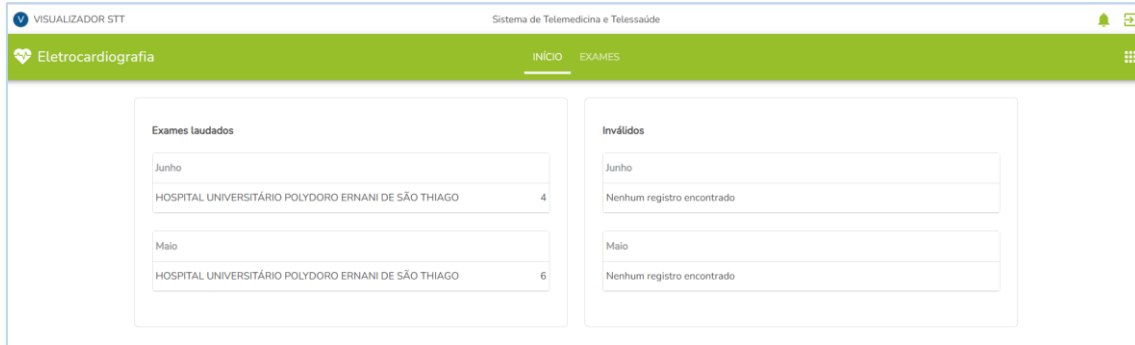 V VISUALIZADOR STT
Sistema de Telemedicina e Telessaúde
Eletrocardiografia
INÍCIO EXAMES
Exames laudados
Junho
HOSPITAL UNIVERSITÁRIO POLYDORO ERNANI DE SÃO THIAGO 4
Maio
HOSPITAL UNIVERSITÁRIO POLYDORO ERNANI DE SÃO THIAGO 6
Inválidos
Junho
Nenhum registro encontrado
Maio
Nenhum registro encontrado